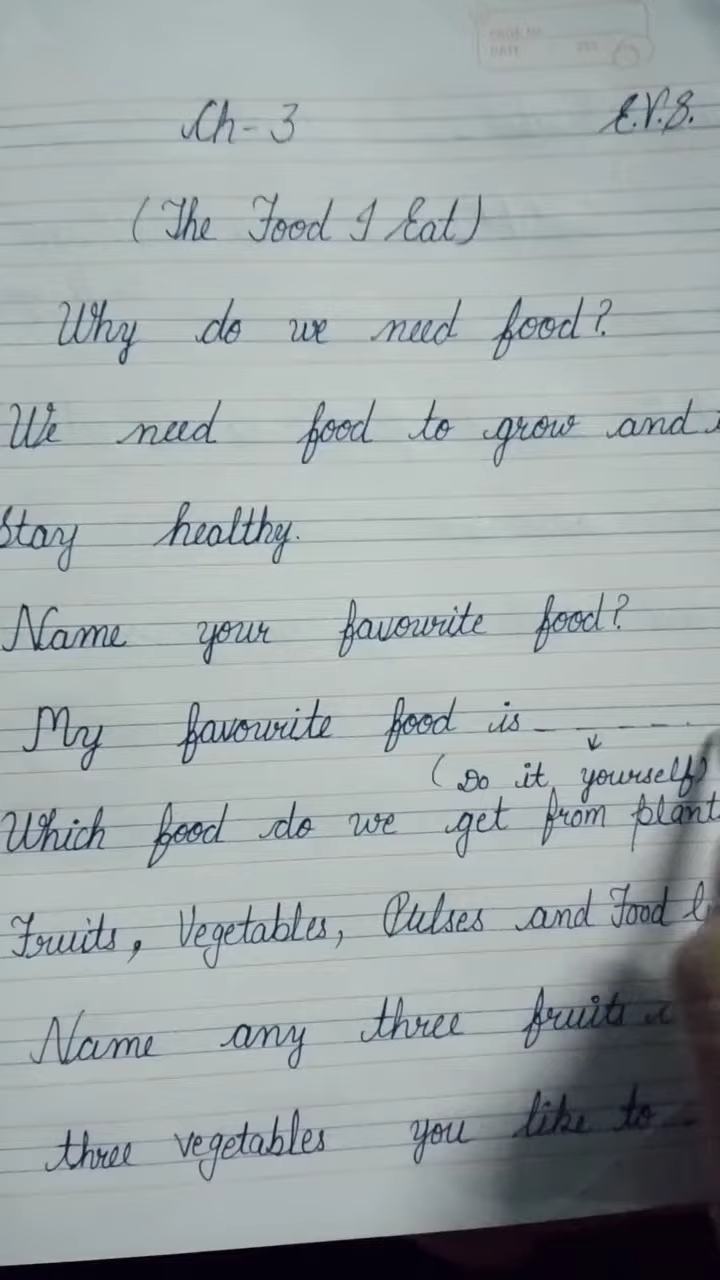 Ch-3
E.V.S.
(The Food I Eat)
Why do we need food?
We need food to grow and
Stay healthy.
Name your favourite food?
My favourite food is _ _ _ _ _
(Do it yourself)
Which food do we get from plant
Fruits, Vegetables, Pulses and Food
Name any three fruits
three vegetables you like to